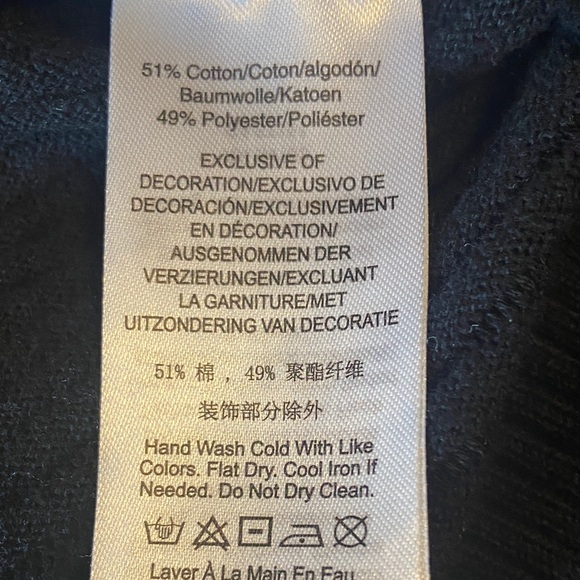 51% Cotton/Coton/algodón/
Baumwolle/Katoen
49% Polyester/Poliéster
EXCLUSIVE OF
DECORATION/EXCLUSIVO DE
DECORACIÓN/EXCLUSIVEMENT
EN DÉCORATION/
AUSGENOMMEN DER
VERZIERUNGEN/EXCLUANT
LA GARNITURE/MET
UITZONDERING VAN DECORATIE
51% 棉 , 49% 聚酯纤维
装饰部分除外
Hand Wash Cold With Like
Colors. Flat Dry. Cool Iron If
Needed. Do Not Dry Clean.
Laver À La Main En Eau